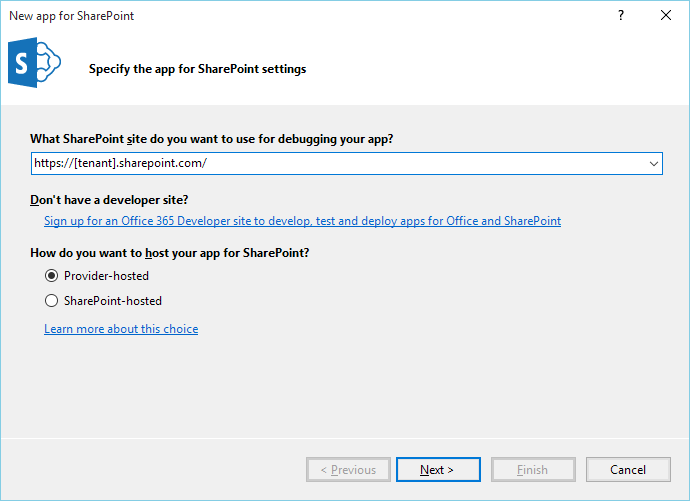 New app for SharePoint
?
S
Specify the app for SharePoint settings
What SharePoint site do you want to use for debugging your app?
https://[tenant].sharepoint.com/
Don't have a developer site?
Sign up for an Office 365 Developer site to develop, test and deploy apps for Office and SharePoint
How do you want to host your app for SharePoint?
Provider-hosted
SharePoint-hosted
Learn more about this choice
< Previous Next > Finish Cancel